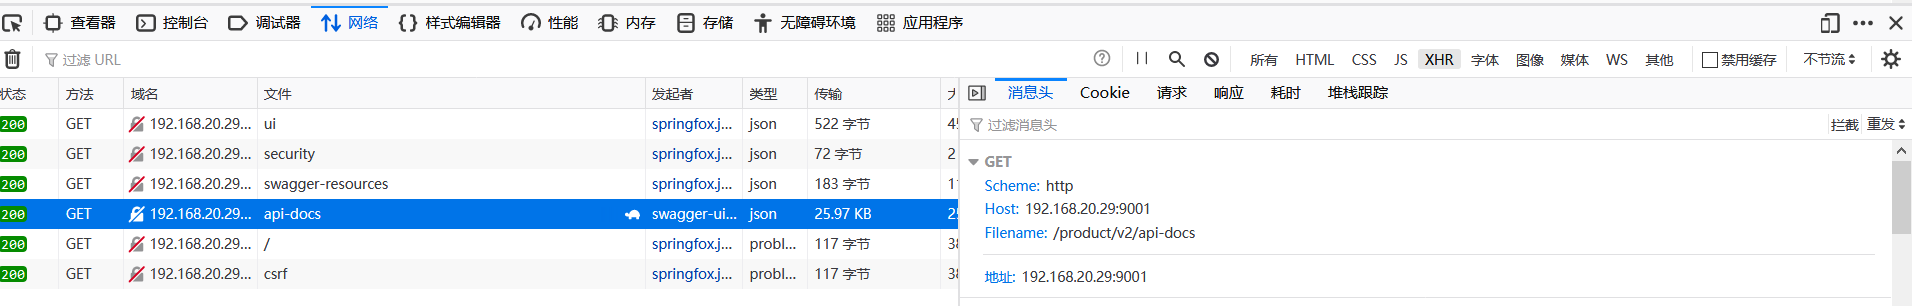 查看器 控制台 调试器 网络 样式编辑器 性能 内存 存储 无障碍环境 应用程序
过滤 URL 所有 HTML CSS JS XHR 字体 图像 媒体 WS 其他 禁用缓存 不节流
状态 方法 域名 文件 发起者 类型 传输
200 GET 192.168.20.29... ui springfox.j... json 522 字节 45
200 GET 192.168.20.29... security springfox.j... json 72 字节 2
200 GET 192.168.20.29... swagger-resources springfox.j... json 183 字节 11
200 GET 192.168.20.29... api-docs swagger-ui... json 25.97 KB 25
200 GET 192.168.20.29... / springfox.j... probl... 117 字节 38
200 GET 192.168.20.29... csrf springfox.j... probl... 117 字节 38
消息头 Cookie 请求 响应 耗时 堆栈跟踪
过滤消息头 拦截 重发
GET
Scheme: http
Host: 192.168.20.29:9001
Filename: /product/v2/api-docs
地址: 192.168.20.29:9001